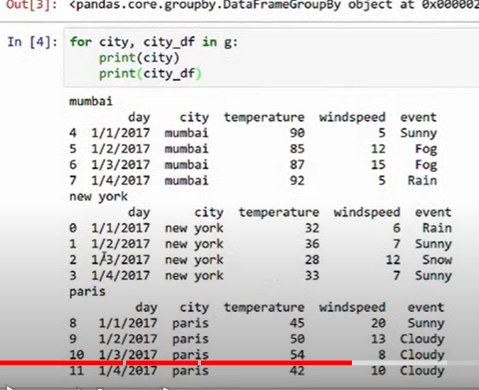 Out[3]: <pandas.core.groupby.DataFrameGroupBy object at 0x000002
In [4]: for city, city_df in g:
print(city)
print(city_df)
mumbai
day city temperature windspeed event
4 1/1/2017 mumbai 90 5 Sunny
5 1/2/2017 mumbai 85 12 Fog
6 1/3/2017 mumbai 87 15 Fog
7 1/4/2017 mumbai 92 5 Rain
new york
day city temperature windspeed event
0 1/1/2017 new york 32 6 Rain
1 1/2/2017 new york 36 7 Sunny
2 1/3/2017 new york 28 12 Snow
3 1/4/2017 new york 33 7 Sunny
paris
day city temperature windspeed event
8 1/1/2017 paris 45 20 Sunny
9 1/2/2017 paris 50 13 Cloudy
10 1/3/2017 paris 54 8 Cloudy
11 1/4/2017 paris 42 10 Cloudy